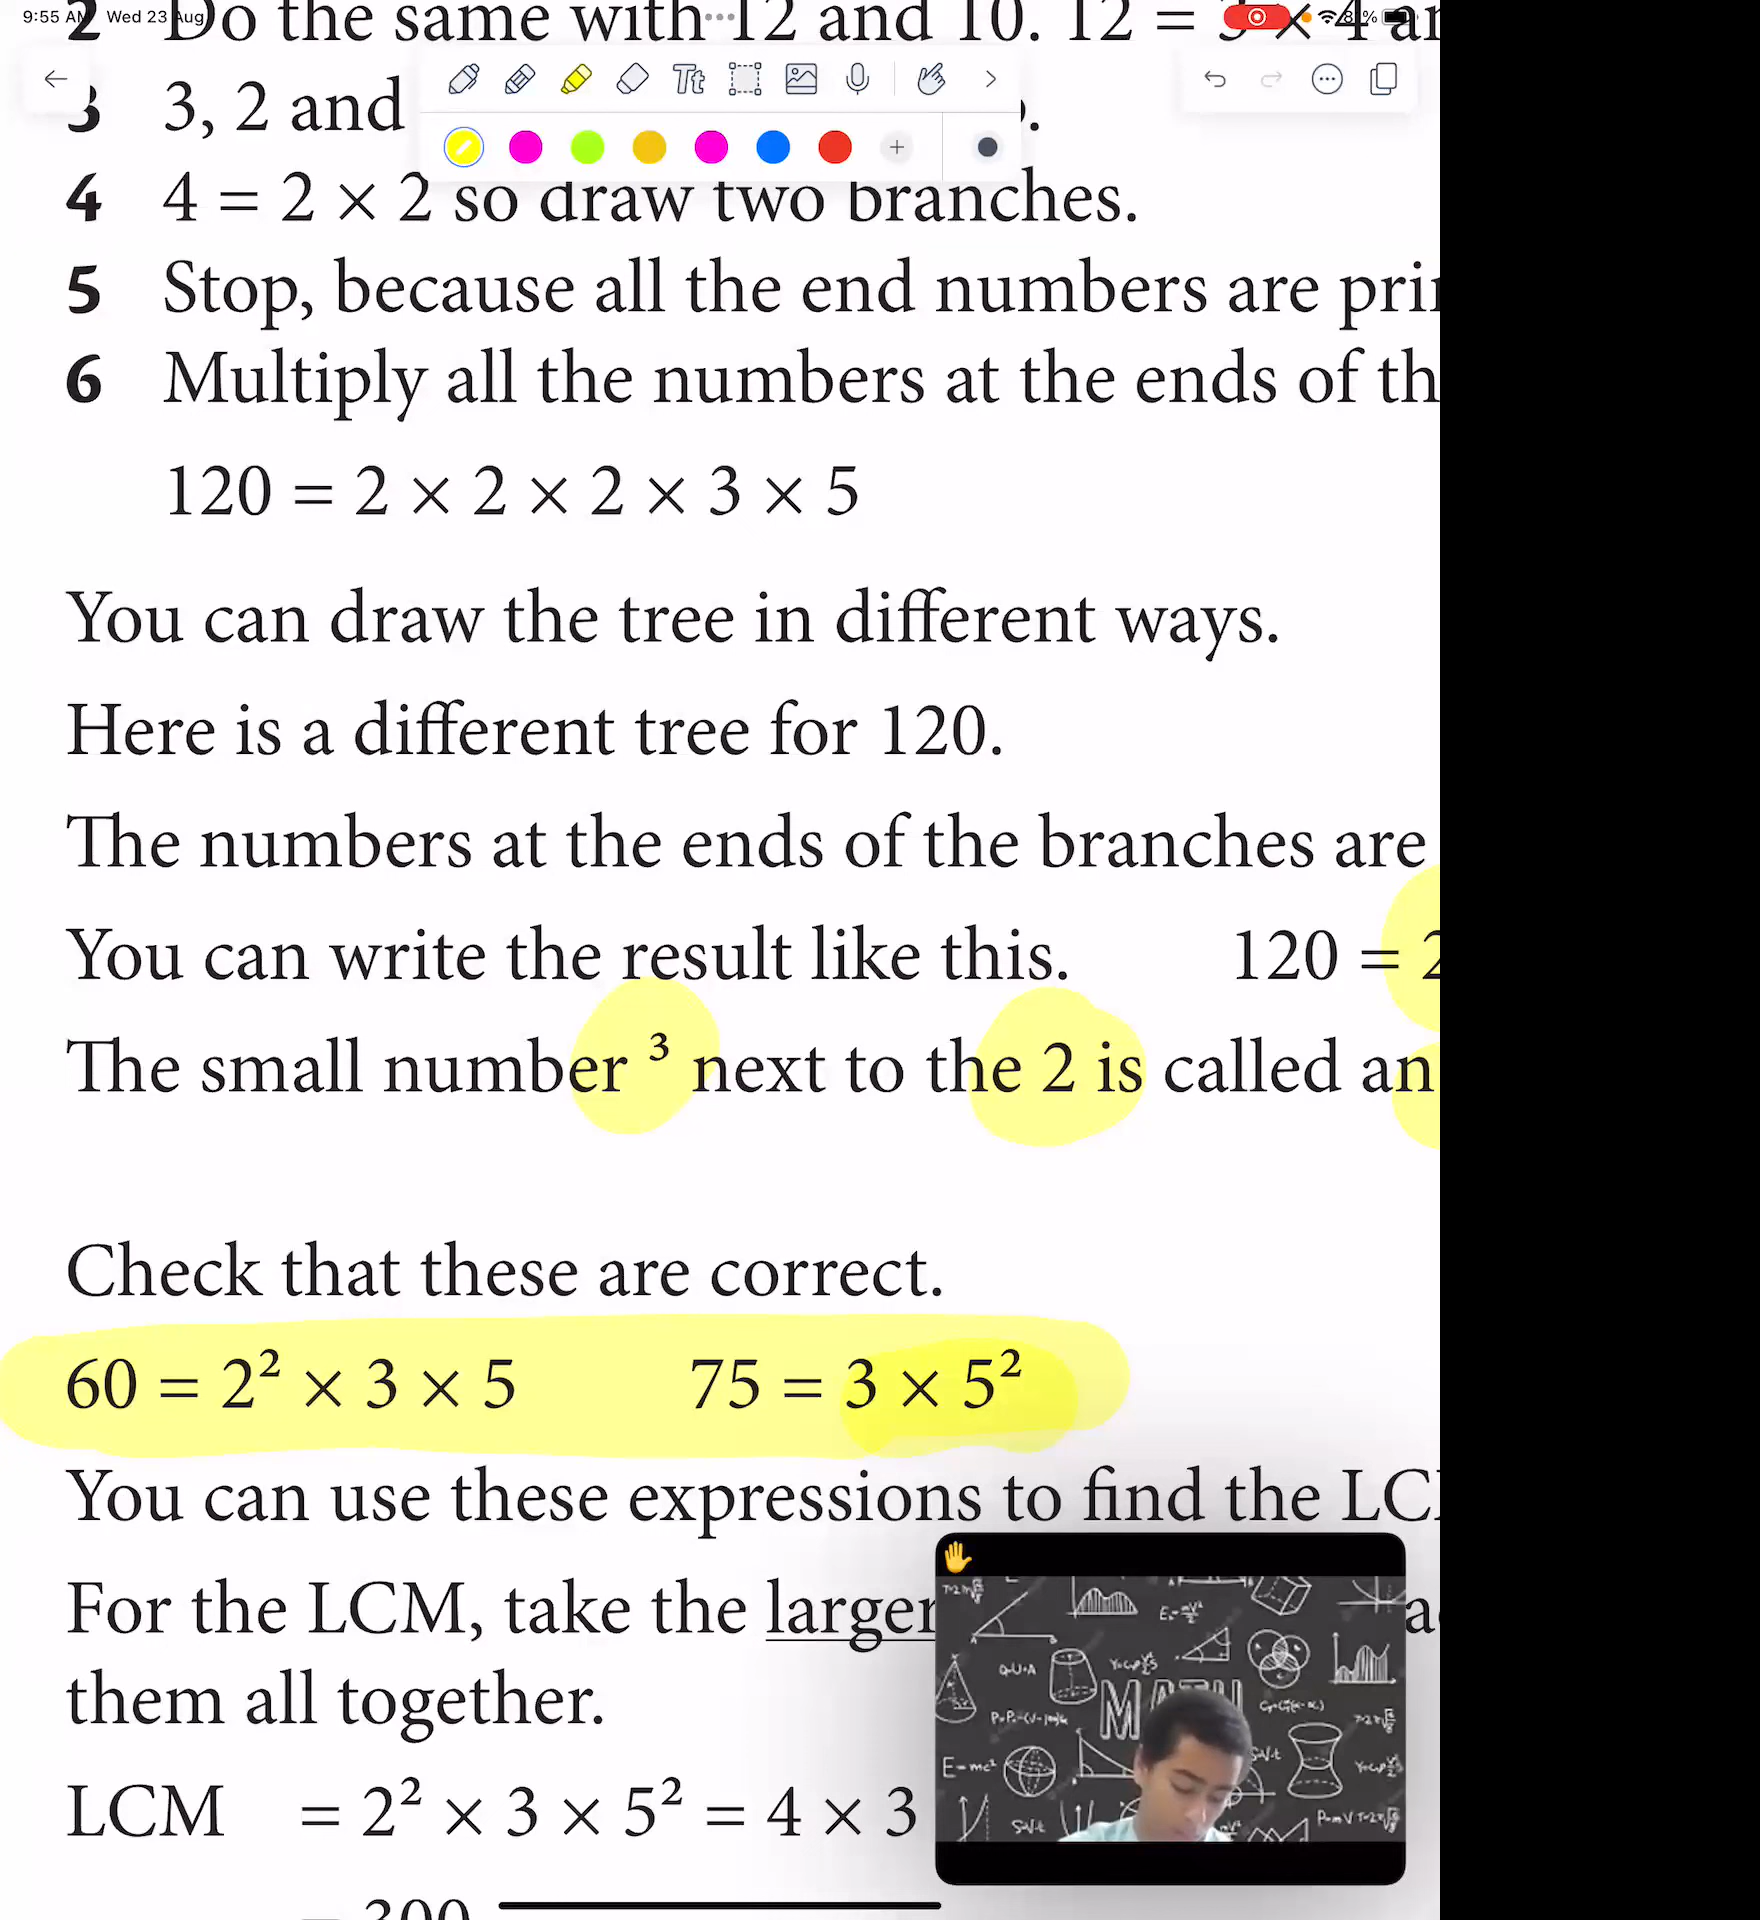 9:55 AM Wed 23 Aug
2 Do the same with 12 and 10. 12 = 3 × 4
3 3, 2 and
4 4 = 2 × 2 so draw two branches.
5 Stop, because all the end numbers are
6 Multiply all the numbers at the ends of
120 = 2 × 2 × 2 × 3 × 5
You can draw the tree in different ways.
Here is a different tree for 120.
The numbers at the ends of the branches are
You can write the result like this. 120 = 2
The small number ³ next to the 2 is called an
Check that these are correct.
60 = 2² × 3 × 5 75 = 3 × 5²
You can use these expressions to find the LC
For the LCM, take the larger
them all together.
LCM = 2² × 3 × 5² = 4 × 3
= 300
Tt
MATH
E=mc²